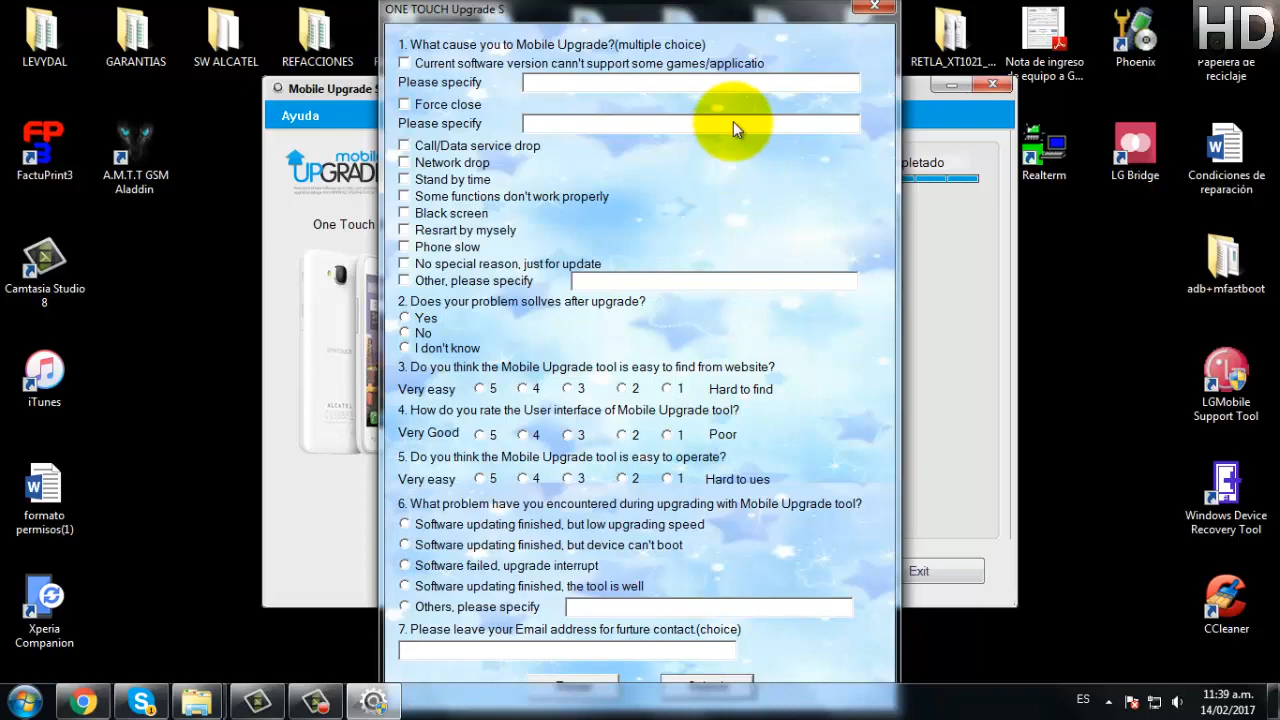 ONE TOUCH Upgrade S
1. What cause you to Mobile Upgrade? (multiple choice)
Current software version cann't support some games/applicatio
Please specify
Force close
Please specify
Call/Data service drop
Network drop
Stand by time
Some functions don't work properly
Black screen
Resrart by mysely
Phone slow
No special reason, just for update
Other, please specify
2. Does your problem sollves after upgrade?
Yes
No
I don't know
3. Do you think the Mobile Upgrade tool is easy to find from website?
Very easy 5 4 3 2 1 Hard to find
4. How do you rate the User interface of Mobile Upgrade tool?
Very Good 5 4 3 2 1 Poor
5. Do you think the Mobile Upgrade tool is easy to operate?
Very easy 5 4 3 2 1 Hard to ues
6. What problem have you encountered during upgrading with Mobile Upgrade tool?
Software updating finished, but low upgrading speed
Software updating finished, but device can't boot
Software failed, upgrade interrupt
Software updating finished, the tool is well
Others, please specify
7. Please leave your Email address for furture contact.(choice)
Mobile Upgrade S
Ayuda
mobile
UPGRADE
One Touch
ONETOUCH
ALCATEL
pletado
Exit
LEVYDAL
GARANTIAS
SW ALCATEL
REFACCIONES
FP
3
FactuPrint3
A.M.T.T GSM
Aladdin
Camtasia Studio
8
iTunes
formato
permisos(1)
Xperia
Companion
RETLA_XT1021_...
Nota de ingreso
de equipo a G...
Phoenix
Papelera de
reciclaje
HD
Realterm
LG Bridge
Condiciones de
reparación
adb+mfastboot
LGMobile
Support Tool
Windows Device
Recovery Tool
CCleaner
ES
11:39 a.m.
14/02/2017